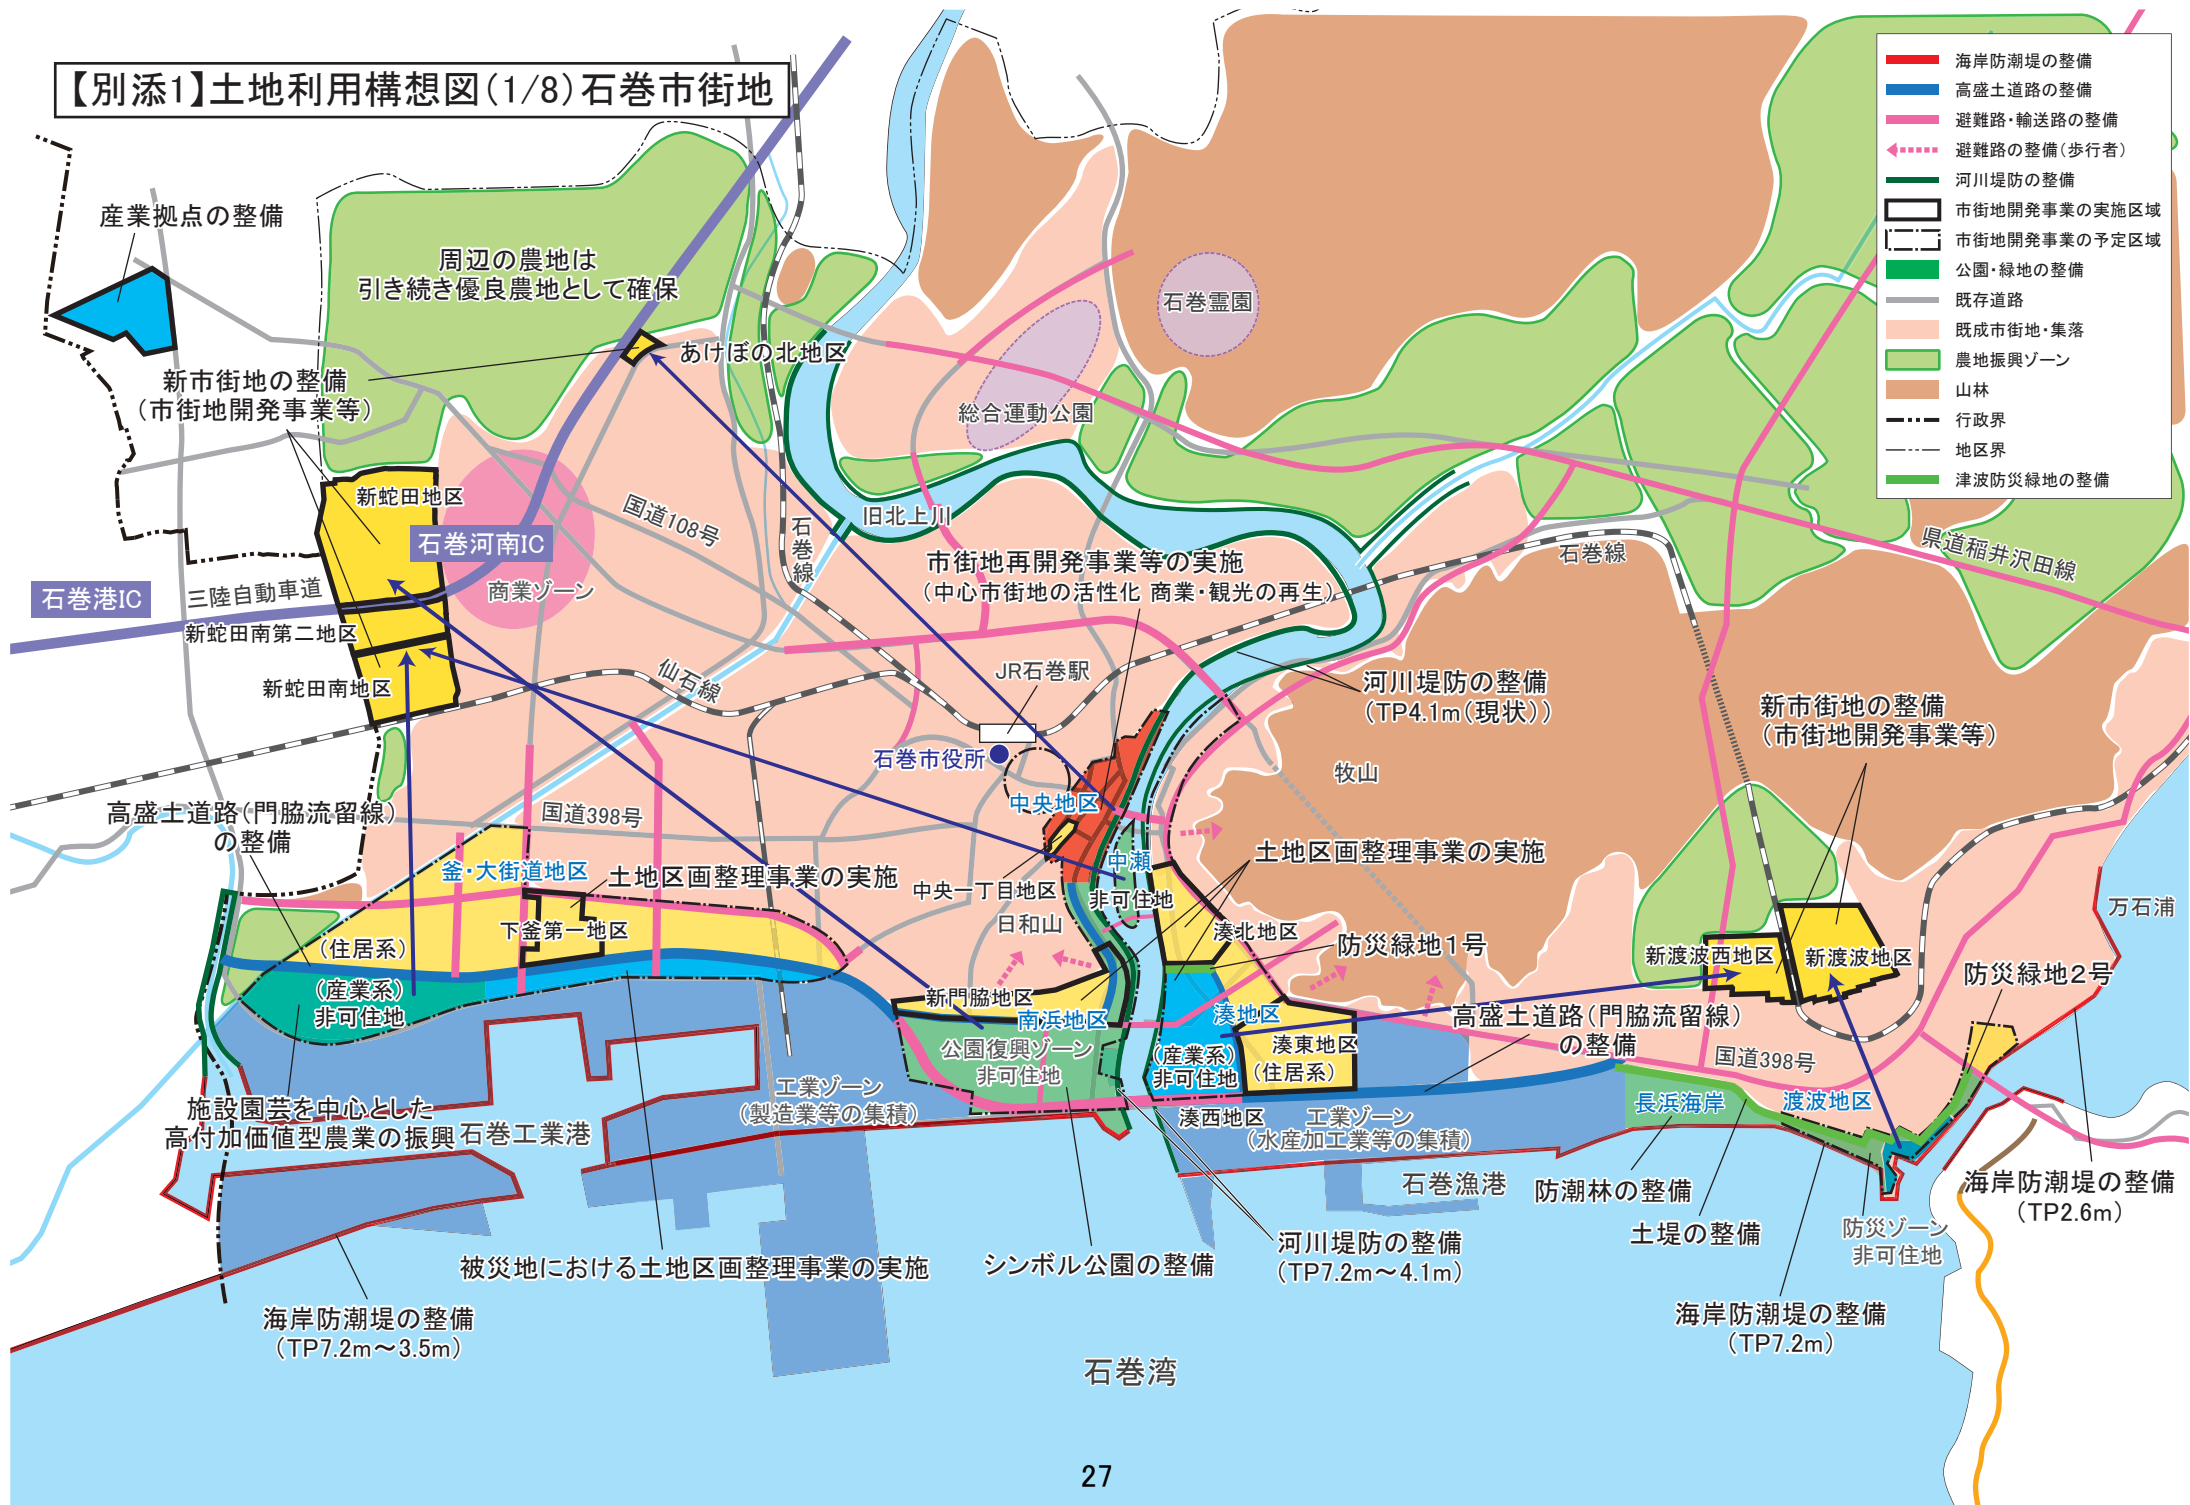 【別添1】土地利用構想図(1/8)石巻市街地
海岸防潮堤の整備
高盛土道路の整備
避難路・輸送路の整備
避難路の整備(歩行者)
河川堤防の整備
市街地開発事業の実施区域
市街地開発事業の予定区域
公園・緑地の整備
既存道路
既成市街地・集落
農地振興ゾーン
山林
行政界
地区界
津波防災緑地の整備
産業拠点の整備
周辺の農地は
引き続き優良農地として確保
石巻霊園
あけぼの北地区
新市街地の整備
(市街地開発事業等)
総合運動公園
新蛇田地区
国道108号
石巻線
旧北上川
石巻河南IC
石巻線
県道稲井沢田線
市街地再開発事業等の実施
(中心市街地の活性化 商業・観光の再生)
石巻港IC
三陸自動車道
商業ゾーン
新蛇田南第二地区
仙石線
JR石巻駅
新蛇田南地区
河川堤防の整備
(TP4.1m(現状))
新市街地の整備
(市街地開発事業等)
石巻市役所
牧山
高盛土道路(門脇流留線)
の整備
国道398号
中央地区
釜・大街道地区
土地区画整理事業の実施
中瀬
土地区画整理事業の実施
中央一丁目地区
非可住地
万石浦
下釜第一地区
日和山
湊北地区
防災緑地1号
(住居系)
新渡波西地区
新渡波地区
防災緑地2号
(産業系)
非可住地
新門脇地区
南浜地区
湊地区
高盛土道路(門脇流留線)
の整備
公園復興ゾーン
非可住地
(産業系)
非可住地
湊東地区
(住居系)
国道398号
工業ゾーン
(製造業等の集積)
施設園芸を中心とした
高付加価値型農業の振興
石巻工業港
湊西地区
工業ゾーン
(水産加工業等の集積)
長浜海岸
渡波地区
石巻漁港
防潮林の整備
海岸防潮堤の整備
(TP2.6m)
土堤の整備
防災ゾーン
非可住地
被災地における土地区画整理事業の実施
シンボル公園の整備
河川堤防の整備
(TP7.2m～4.1m)
海岸防潮堤の整備
(TP7.2m～3.5m)
海岸防潮堤の整備
(TP7.2m)
石巻湾
27